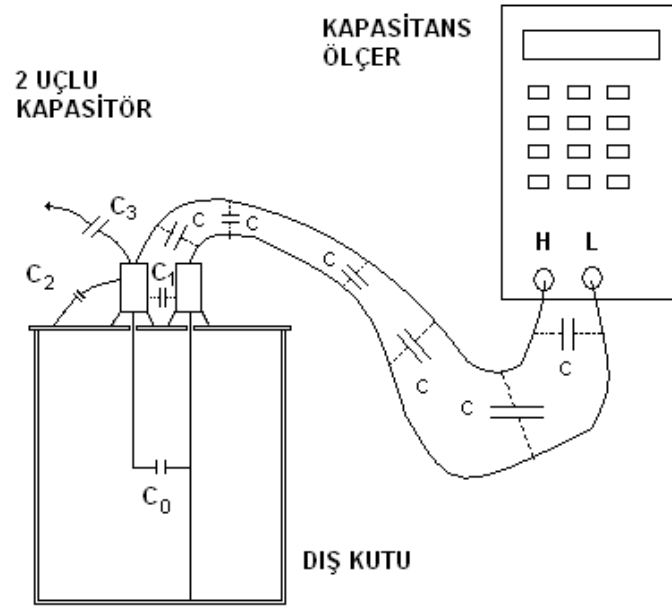 KAPASİTANS
ÖLÇER
2 UÇLU
KAPASİTÖR
C3
C
C
C2
C1
C
H L
C
C
C
C0
DIŞ KUTU